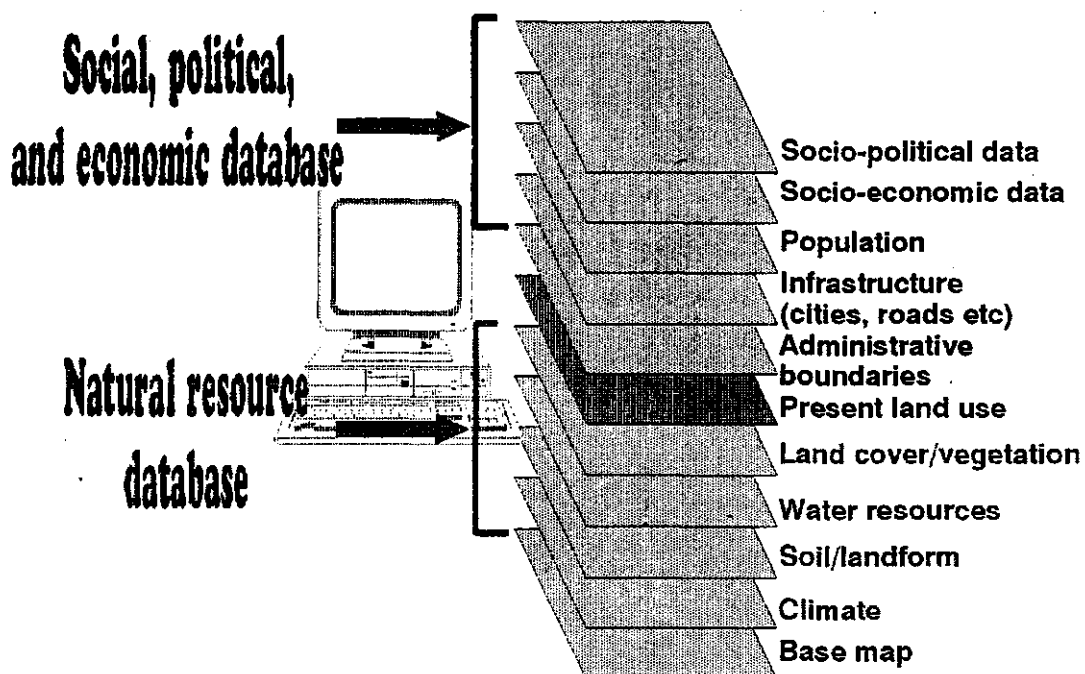 Social, political,
and economic database
Natural resource
database
Socio-political data
Socio-economic data
Population
Infrastructure
(cities, roads etc)
Administrative
boundaries
Present land use
Land cover/vegetation
Water resources
Soil/landform
Climate
Base map